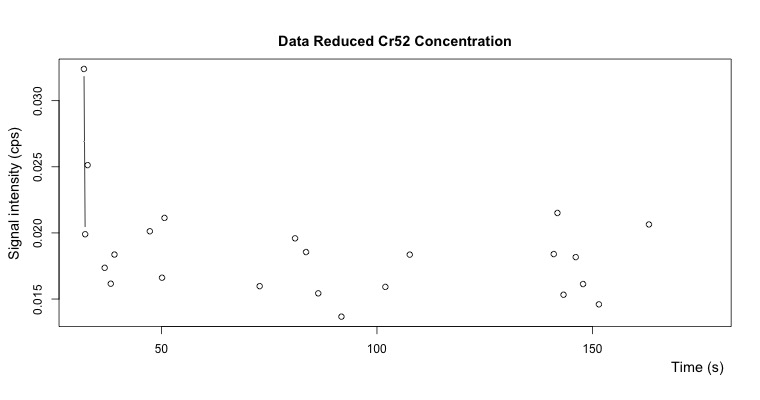 Data Reduced Cr52 Concentration
Signal intensity (cps)
0.030
0.025
0.020
0.015
50 100 150
Time (s)